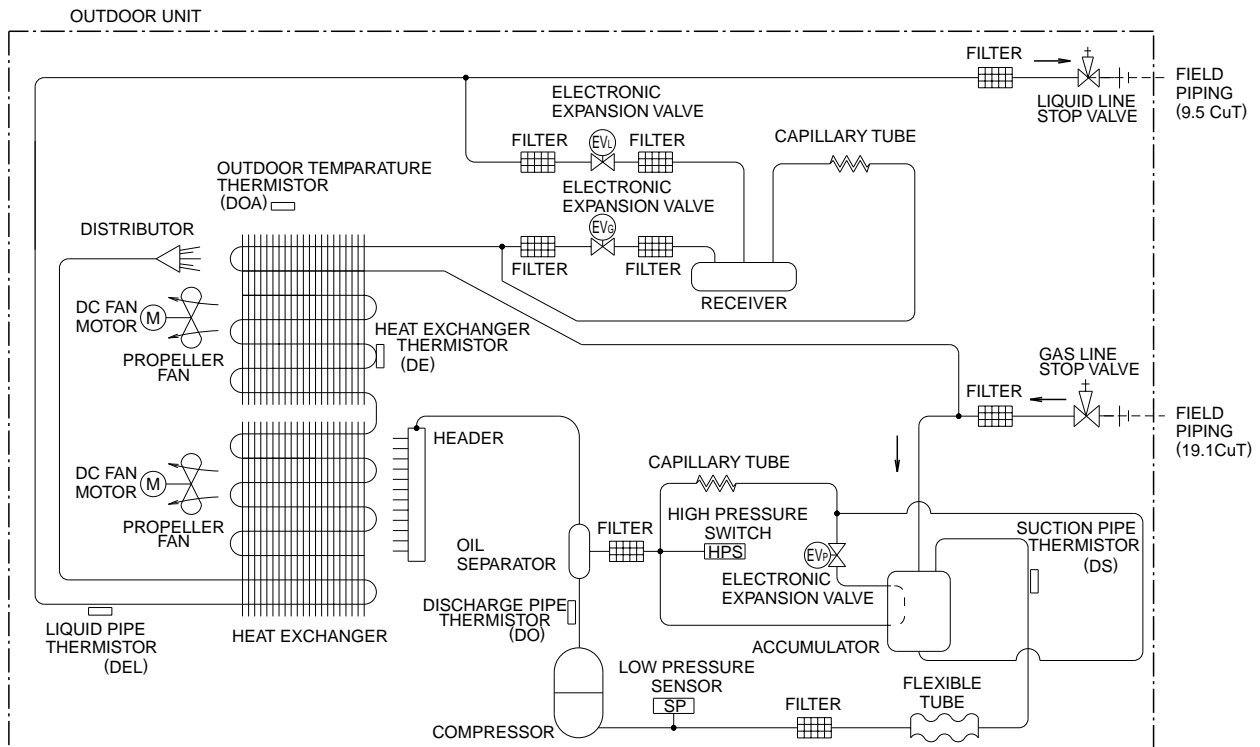 OUTDOOR UNIT
FILTER
LIQUID LINE
STOP VALVE
FIELD
PIPING
(9.5 CuT)
ELECTRONIC
EXPANSION VALVE
FILTER
EVL
FILTER
CAPILLARY TUBE
OUTDOOR TEMPARATURE
THERMISTOR
(DOA)
ELECTRONIC
EXPANSION VALVE
EVG
FILTER
FILTER
RECEIVER
DISTRIBUTOR
DC FAN
MOTOR
M
PROPELLER
FAN
HEAT EXCHANGER
THERMISTOR
(DE)
GAS LINE
STOP VALVE
FILTER
FIELD
PIPING
(19.1CuT)
HEADER
DC FAN
MOTOR
M
PROPELLER
FAN
CAPILLARY TUBE
OIL
SEPARATOR
FILTER
HIGH PRESSURE
SWITCH
HPS
EVP
ELECTRONIC
EXPANSION VALVE
SUCTION PIPE
THERMISTOR
(DS)
ACCUMULATOR
LIQUID PIPE
THERMISTOR
(DEL)
HEAT EXCHANGER
DISCHARGE PIPE
THERMISTOR
(DO)
COMPRESSOR
LOW PRESSURE
SENSOR
SP
FILTER
FLEXIBLE
TUBE